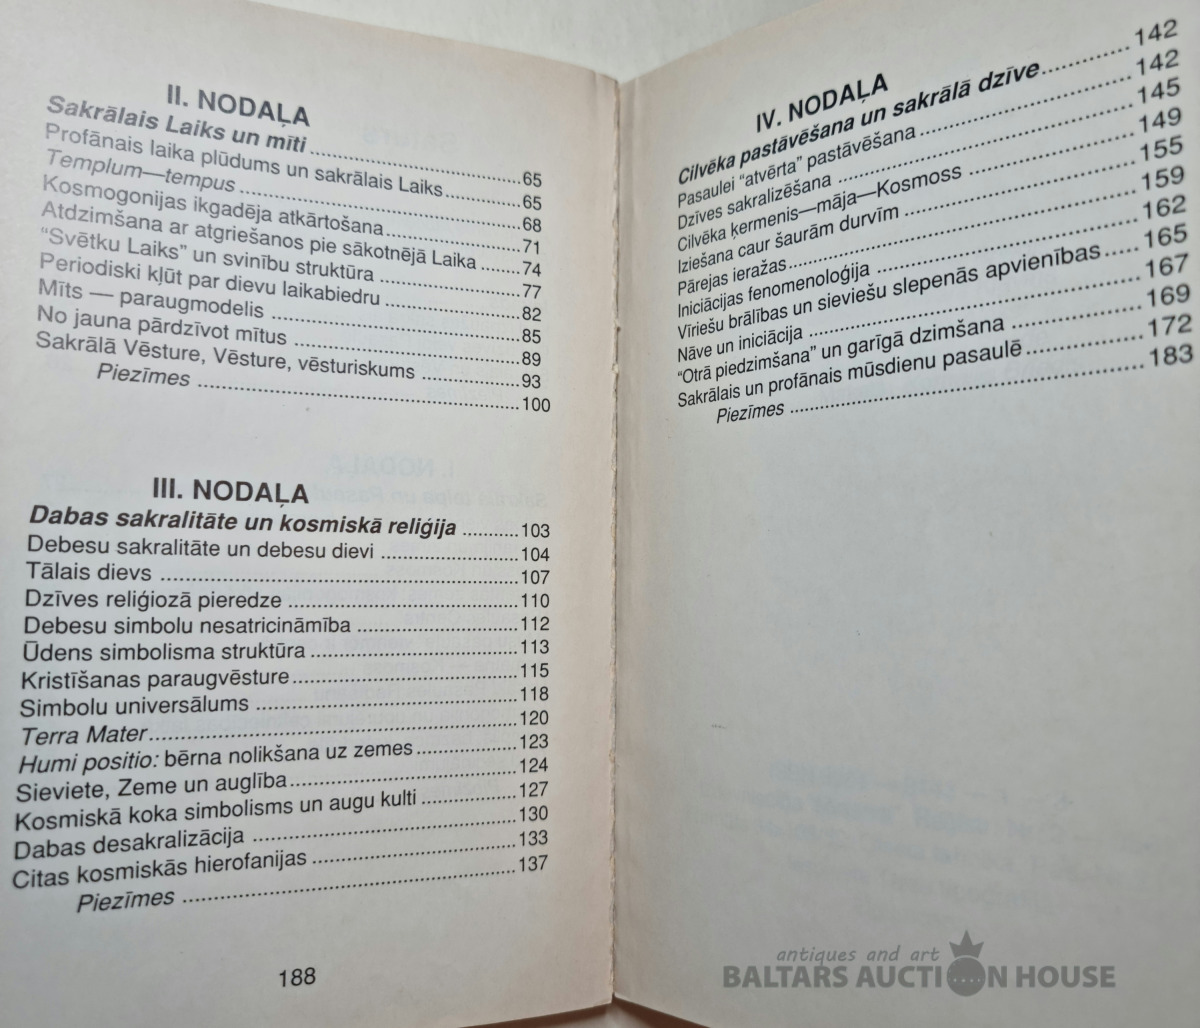 II. NODAĻA
Sakrālais Laiks un mīti ........ 65
Profānais laika plūdums un sakrālais Laiks ........ 65
Templum—tempus ........ 68
Kosmogonijas ikgadēja atkārtošana ........ 71
Atdzimšana ar atgriešanos pie sākotnējā Laika ........ 74
“Svētku Laiks” un svinību struktūra ........ 77
Periodiski kļūt par dievu laikabiedru ........ 82
Mīts — paraugmodelis ........ 85
No jauna pārdzīvot mītus ........ 89
Sakrālā Vēsture, Vēsture, vēsturiskums ........ 93
Piezīmes ........ 100
III. NODAĻA
Dabas sakralitāte un kosmiskā reliģija ........ 103
Debesu sakralitāte un debesu dievi ........ 104
Tālais dievs ........ 107
Dzīves reliģiozā pieredze ........ 110
Debesu simbolu nesatricināmība ........ 112
Ūdens simbolisma struktūra ........ 113
Kristīšanas paraugvēsture ........ 115
Simbolu universālums ........ 118
Terra Mater ........ 120
Humi positio: bērna nolikšana uz zemes ........ 123
Sieviete, Zeme un auglība ........ 124
Kosmiskā koka simbolisms un augu kulti ........ 127
Dabas desakralizācija ........ 130
Citas kosmiskās hierofanijas ........ 133
Piezīmes ........ 137
188
IV. NODAĻA
Cilvēka pastāvēšana un sakrālā dzīve ........ 142
Pasaulei “atvērta” pastāvēšana ........ 142
Dzīves sakralizēšana ........ 145
Cilvēka ķermenis—māja—Kosmoss ........ 149
Iziešana caur šaurām durvīm ........ 155
Pārejas ieražas ........ 159
Iniciācijas fenomenoloģija ........ 162
Vīriešu brālības un sieviešu slepenās apvienības ........ 165
Nāve un iniciācija ........ 167
“Otrā piedzimšana” un garīgā dzimšana ........ 169
Sakrālais un profānais mūsdienu pasaulē ........ 172
Piezīmes ........ 183
antiques and art
BALTARS AUCTION HOUSE